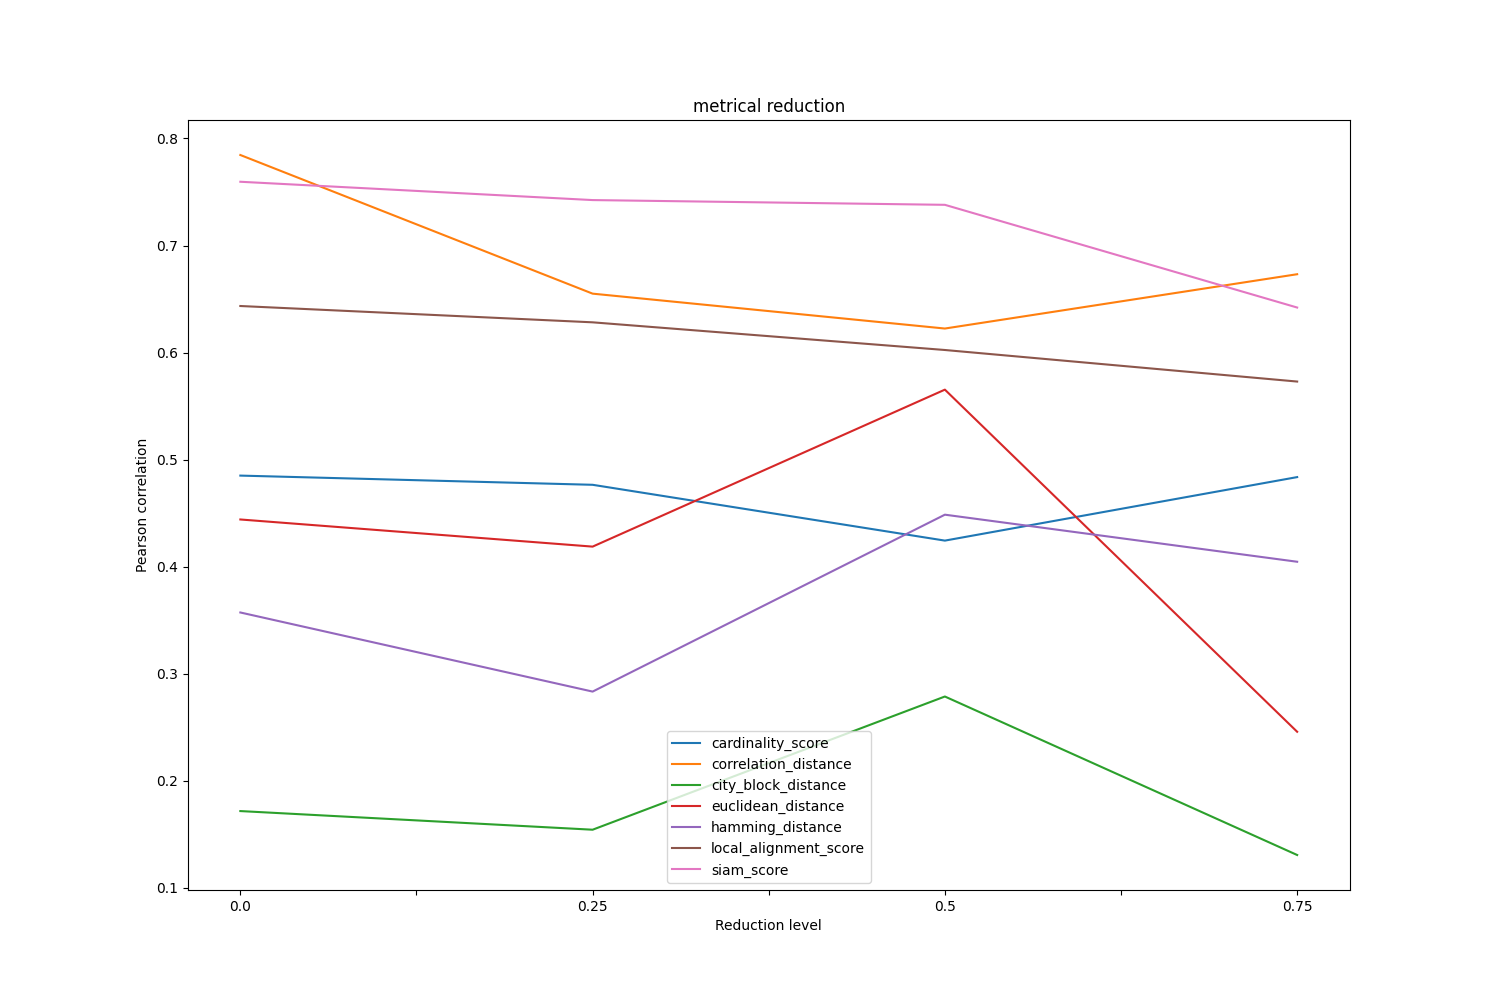 metrical reduction
0.8
0.7
0.6
0.5
0.4
0.3
0.2
0.1
Pearson correlation
cardinality_score
correlation_distance
city_block_distance
euclidean_distance
hamming_distance
local_alignment_score
siam_score
0.0 0.25 0.5 0.75
Reduction level